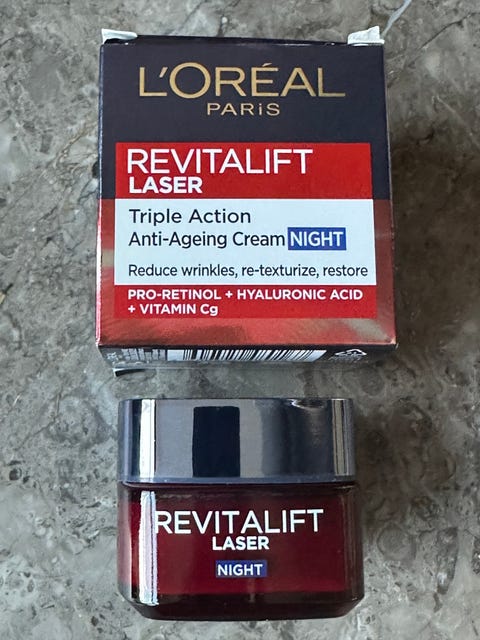 L'ORÉAL
PARiS
REVITALIFT
LASER
Triple Action
Anti-Ageing Cream NIGHT
Reduce wrinkles, re-texturize, restore
PRO-RETINOL + HYALURONIC ACID
+ VITAMIN Cg
REVITALIFT
LASER
NIGHT